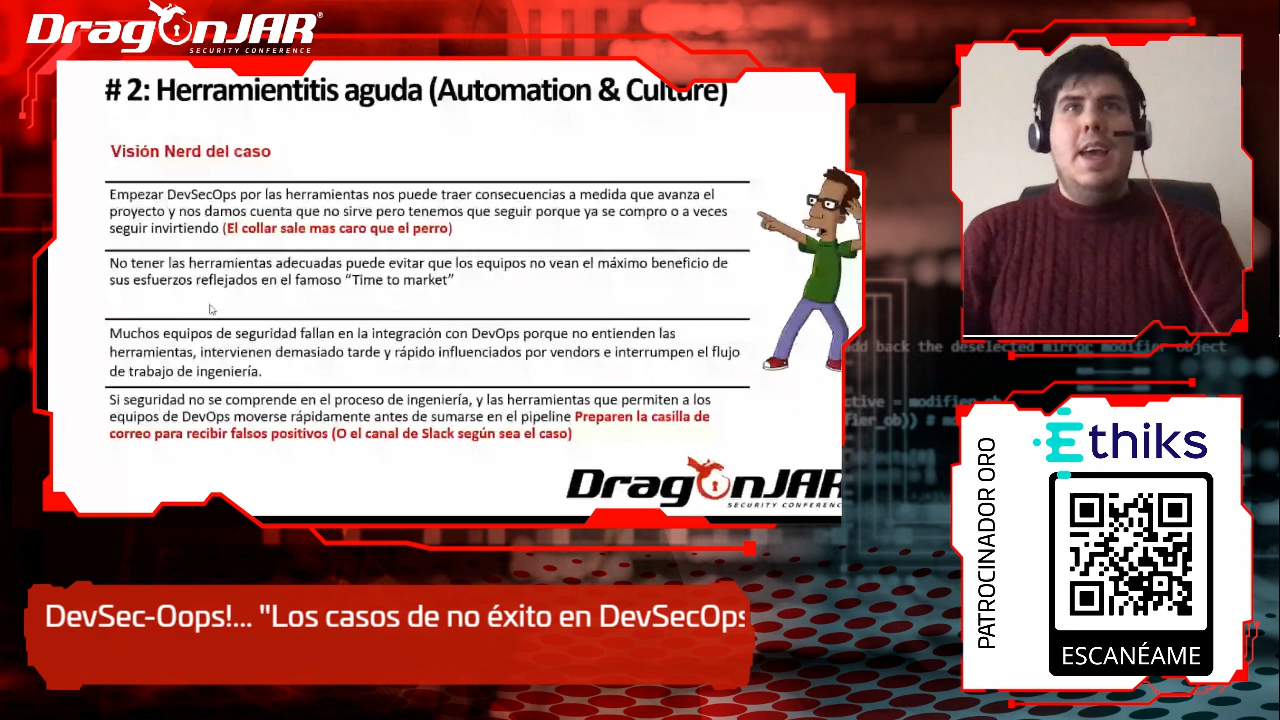 DragonJAR
SECURITY CONFERENCE
# 2: Herramientitis aguda (Automation & Culture)
Visión Nerd del caso
Empezar DevSecOps por las herramientas nos puede traer consecuencias a medida que avanza el
proyecto y nos damos cuenta que no sirve pero tenemos que seguir porque ya se compro o a veces
seguir invirtiendo (El collar sale mas caro que el perro)
No tener las herramientas adecuadas puede evitar que los equipos no vean el máximo beneficio de
sus esfuerzos reflejados en el famoso “Time to market”
Muchos equipos de seguridad fallan en la integración con DevOps porque no entienden las
herramientas, intervienen demasiado tarde y rápido influenciados por vendors e interrumpen el flujo
de trabajo de ingeniería.
Si seguridad no se comprende en el proceso de ingeniería, y las herramientas que permiten a los
equipos de DevOps moverse rápidamente antes de sumarse en el pipeline Preparen la casilla de
correo para recibir falsos positivos (O el canal de Slack según sea el caso)
DragonJAR
SECURITY CONFERENC
DevSec-Oops!... "Los casos de no éxito en DevSecOps
add back the deselected mirror modifier object
PATROCINADOR ORO
Ethiks
ESCANÉAME